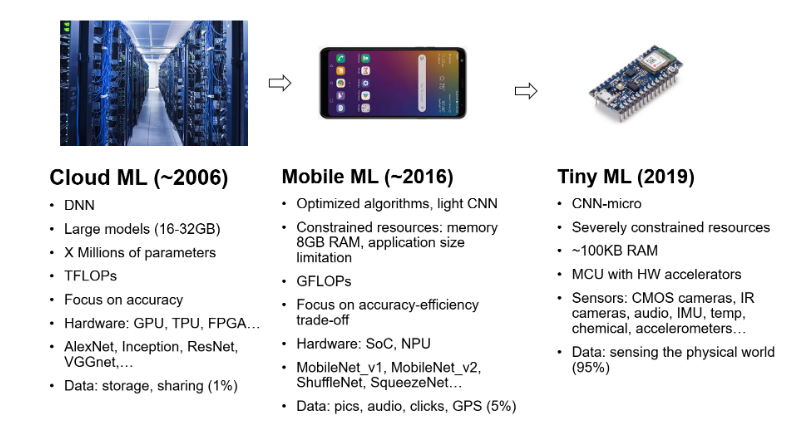 Cloud ML (~2006)
• DNN
• Large models (16-32GB)
• X Millions of parameters
• TFLOPs
• Focus on accuracy
• Hardware: GPU, TPU, FPGA…
• AlexNet, Inception, ResNet,
VGGnet,…
• Data: storage, sharing (1%)
Mobile ML (~2016)
• Optimized algorithms, light CNN
• Constrained resources: memory
8GB RAM, application size
limitation
• GFLOPs
• Focus on accuracy-efficiency
trade-off
• Hardware: SoC, NPU
• MobileNet_v1, MobileNet_v2,
ShuffleNet, SqueezeNet…
• Data: pics, audio, clicks, GPS (5%)
Tiny ML (2019)
• CNN-micro
• Severely constrained resources
• ~100KB RAM
• MCU with HW accelerators
• Sensors: CMOS cameras, IR
cameras, audio, IMU, temp,
chemical, accelerometers…
• Data: sensing the physical world
(95%)